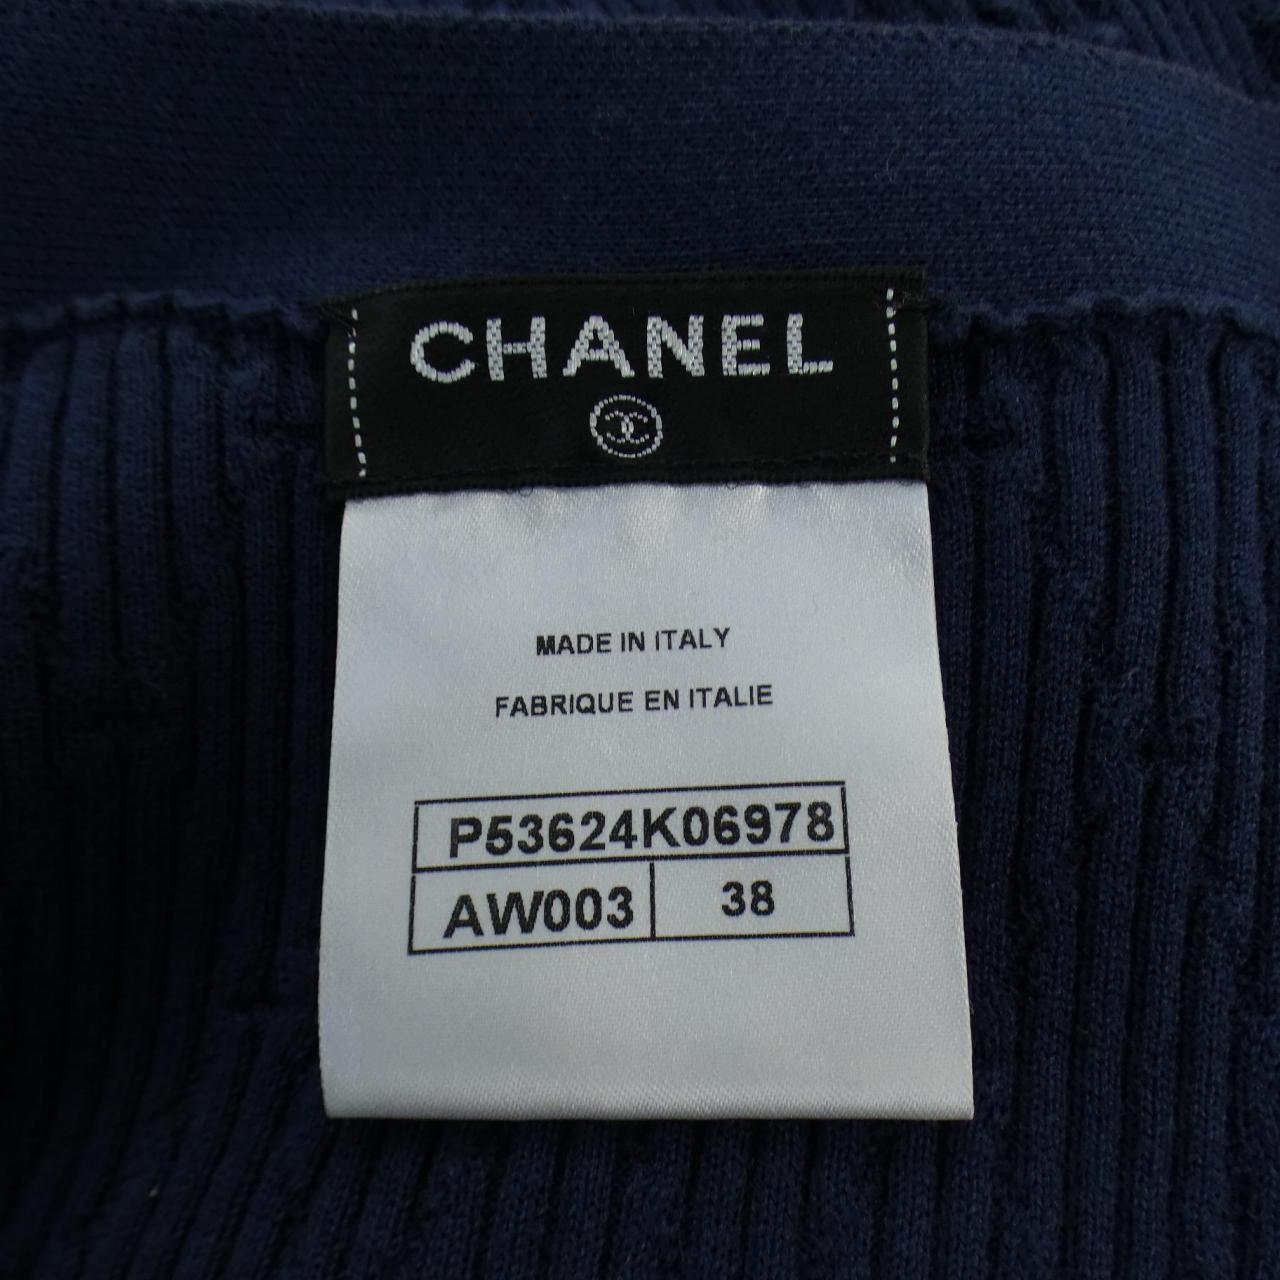 CHANEL
MADE IN ITALY
FABRIQUE EN ITALIE
P53624K06978
AW003 38